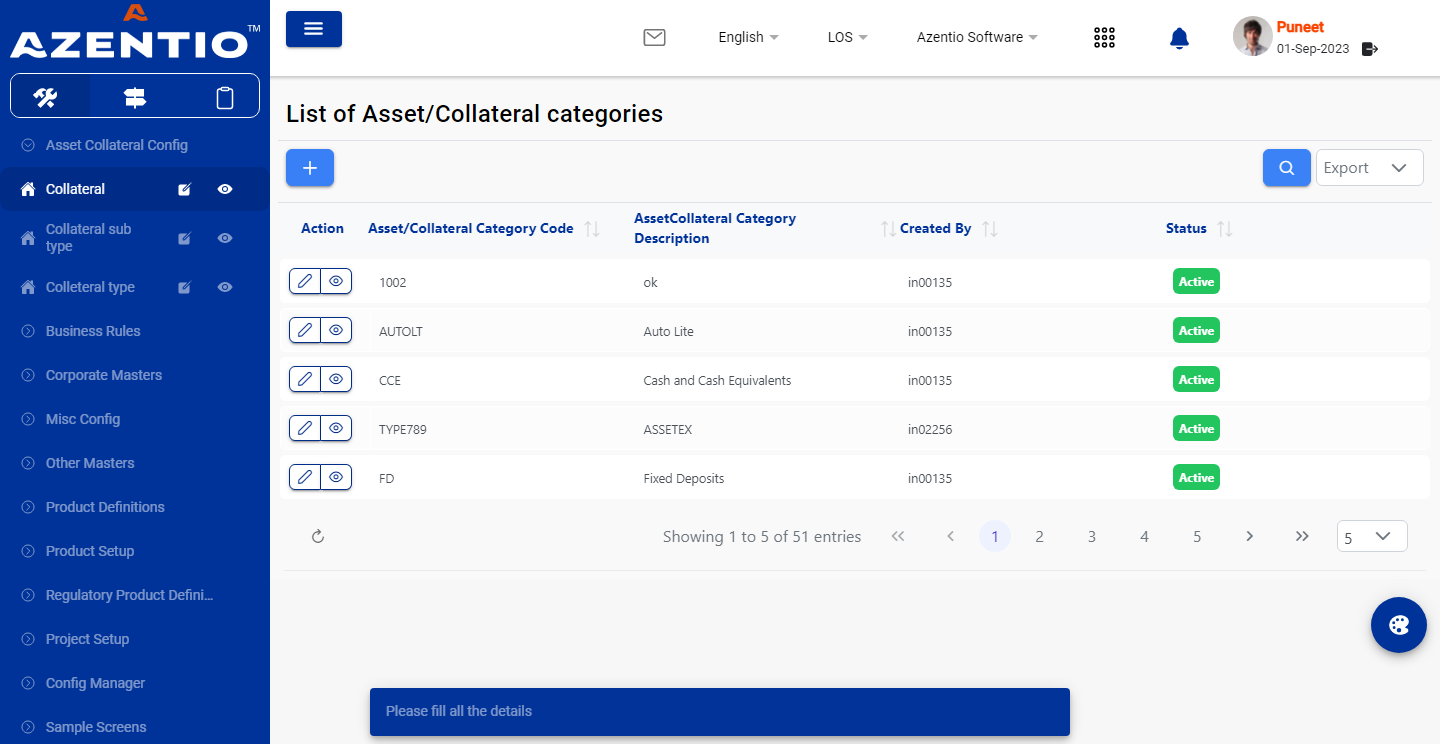 AZENTIO™
English
LOS
Azentio Software
Puneet
01-Sep-2023
Asset Collateral Config
Collateral
Collateral sub
type
Colleteral type
Business Rules
Corporate Masters
Misc Config
Other Masters
Product Definitions
Product Setup
Regulatory Product Defini...
Project Setup
Config Manager
Sample Screens
List of Asset/Collateral categories
Export
Action Asset/Collateral Category Code AssetCollateral Category
Description Created By Status
1002 ok in00135 Active
AUTOLT Auto Lite in00135 Active
CCE Cash and Cash Equivalents in00135 Active
TYPE789 ASSETEX in02256 Active
FD Fixed Deposits in00135 Active
Showing 1 to 5 of 51 entries 1 2 3 4 5 5
Please fill all the details